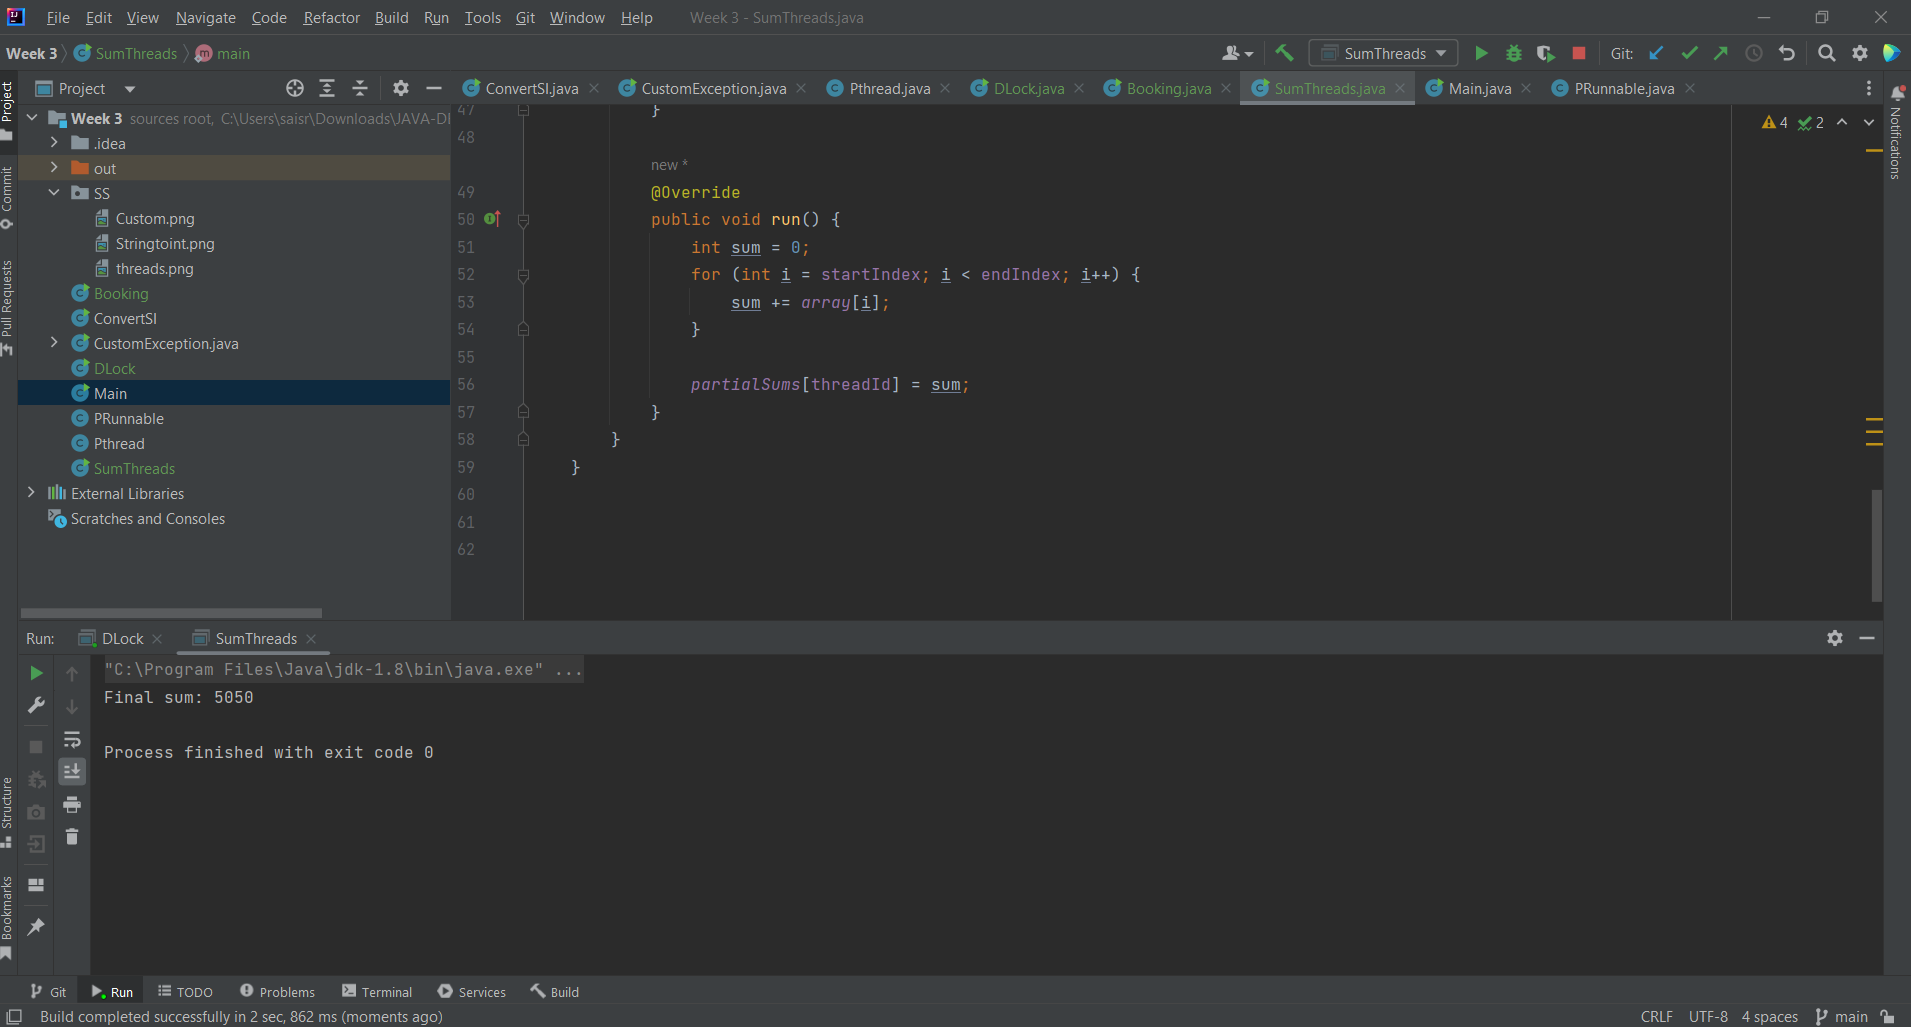 File Edit View Navigate Code Refactor Build Run Tools Git Window Help Week 3 - SumThreads.java
Week 3 SumThreads main SumThreads Git:
Project
ConvertSI.java CustomException.java Pthread.java DLock.java Booking.java SumThreads.java Main.java PRunnable.java
Week 3 sources root, C:\Users\saisr\Downloads\JAVA-DI
.idea
out
SS
Custom.png
Stringtoint.png
threads.png
Booking
ConvertSI
CustomException.java
DLock
Main
PRunnable
Pthread
SumThreads
External Libraries
Scratches and Consoles
Project
Commit
Pull Requests
Structure
Bookmarks
Notifications
4 2
47 }
48
new *
49 @Override
50 public void run() {
51 int sum = 0;
52 for (int i = startIndex; i < endIndex; i++) {
53 sum += array[i];
54 }
55
56 partialSums[threadId] = sum;
57 }
58 }
59 }
60
61
62
Run: DLock SumThreads
"C:\Program Files\Java\jdk-1.8\bin\java.exe" ...
Final sum: 5050
Process finished with exit code 0
Git Run TODO Problems Terminal Services Build
Build completed successfully in 2 sec, 862 ms (moments ago) CRLF UTF-8 4 spaces main